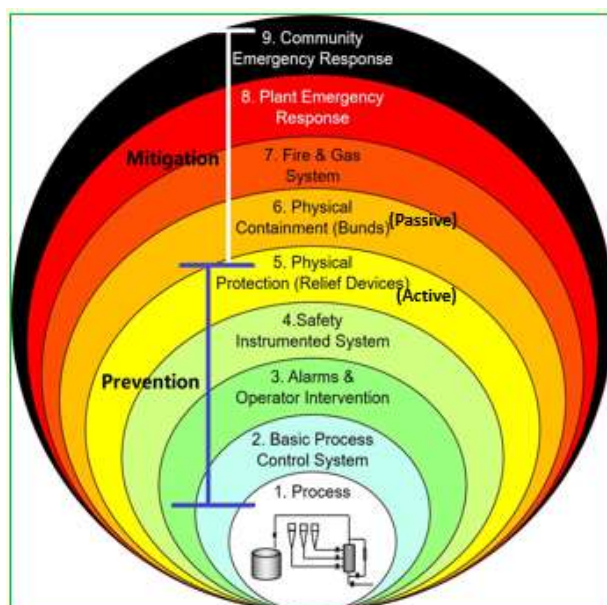 9. Community
Emergency Response
8. Plant Emergency
Response
Mitigation
7. Fire & Gas
System
6. Physical
Containment (Bunds)
(Passive)
5. Physical
Protection (Relief Devices)
(Active)
4.Safety
Instrumented System
Prevention
3. Alarms &
Operator Intervention
2. Basic Process
Control System
1. Process